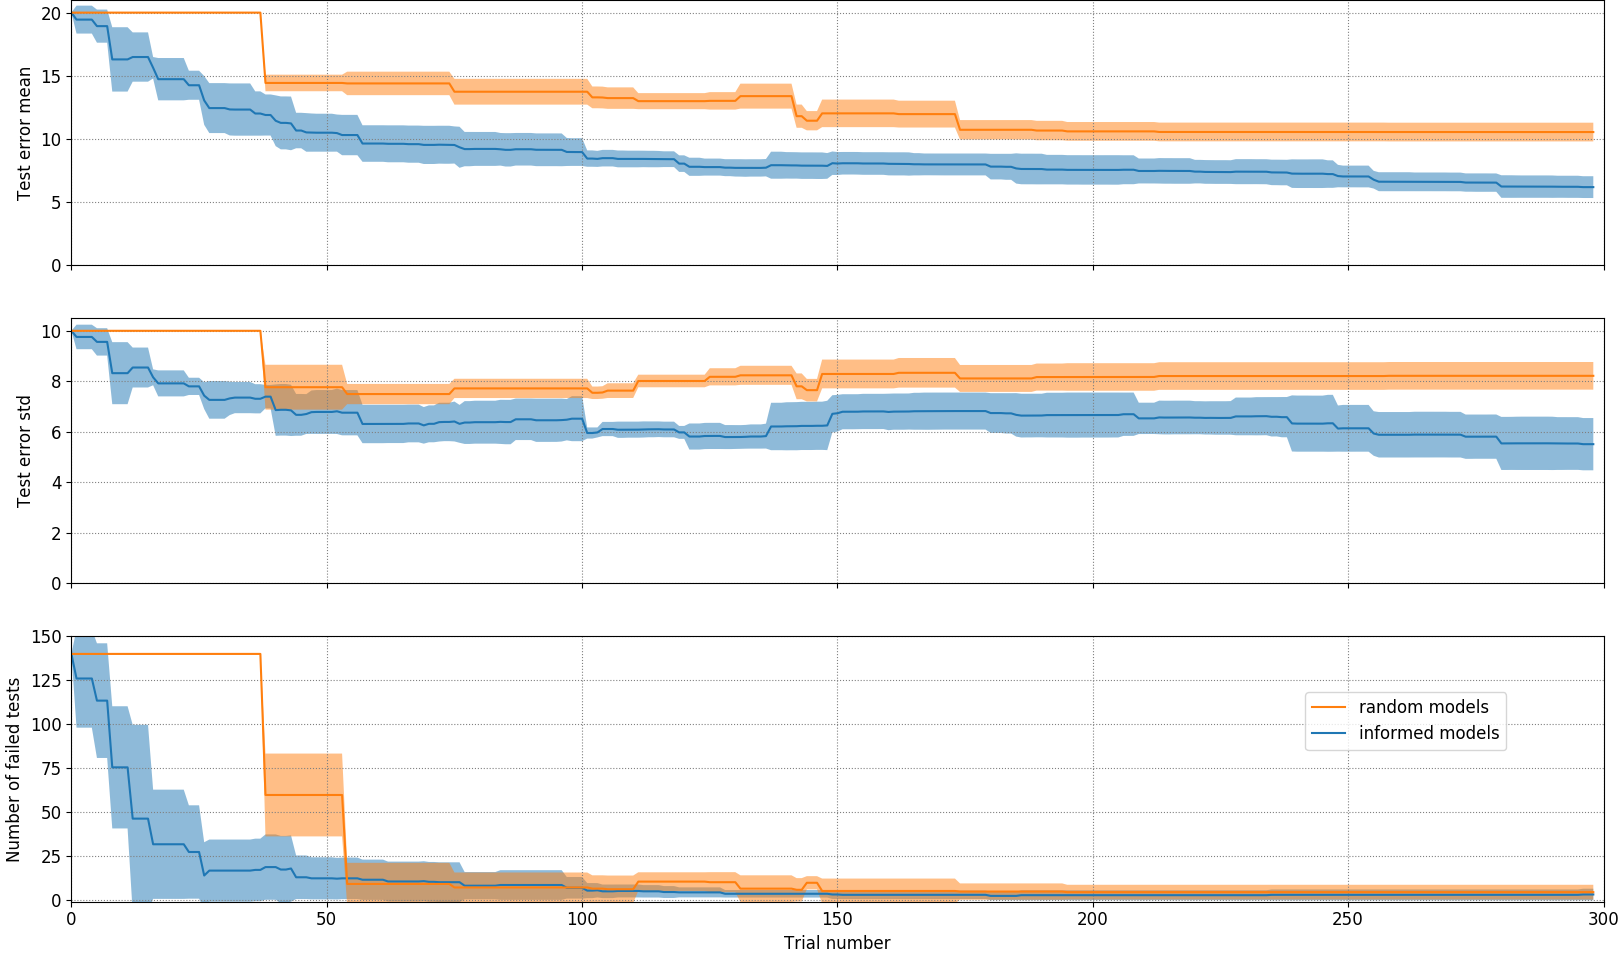 20
15
10
5
0
Test error mean
10
8
6
4
2
0
Test error std
150
125
100
75
50
25
0
Number of failed tests
random models
informed models
0 50 100 150 200 250 300
Trial number